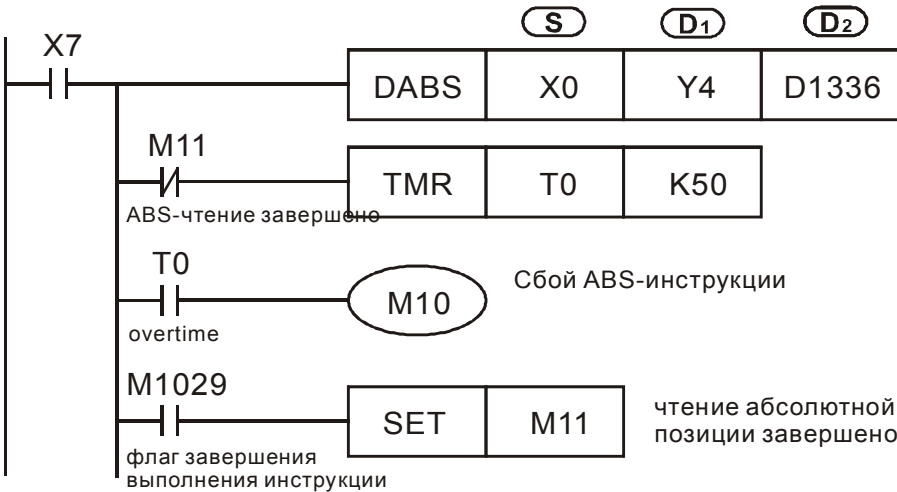 S D1 D2
X7
DABS X0 Y4 D1336
M11
TMR T0 K50
ABS-чтение завершено
T0
M10 Сбой ABS-инструкции
overtime
M1029
SET M11 чтение абсолютной
позиции завершено
флаг завершения
выполнения инструкции